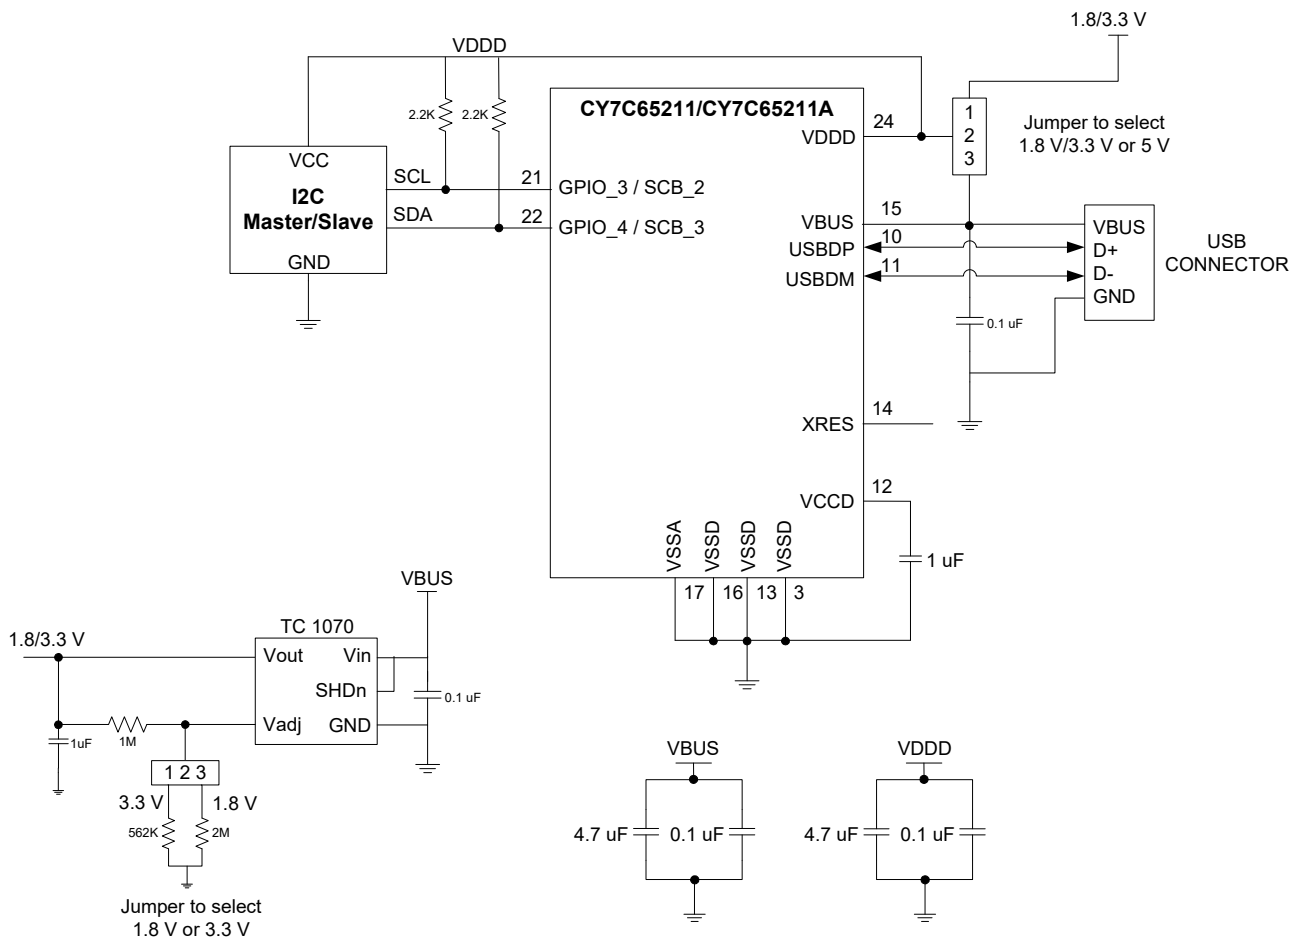 1.8/3.3 V
VDDD
2.2K
2.2K
CY7C65211/CY7C65211A
VDDD
24
1
2
3
Jumper to select
1.8 V/3.3 V or 5 V
VCC
I2C
Master/Slave
GND
SCL
SDA
21
22
GPIO_3 / SCB_2
GPIO_4 / SCB_3
VBUS
15
USBDP
10
USBDM
11
VBUS
D+
D-
GND
USB
CONNECTOR
0.1 uF
XRES
14
VCCD
12
1 uF
VSSA
VSSD
VSSD
VSSD
17
16
13
3
VBUS
1.8/3.3 V
TC 1070
Vout
Vin
SHDn
Vadj
GND
0.1 uF
1uF
1M
1 2 3
3.3 V
1.8 V
562K
2M
Jumper to select
1.8 V or 3.3 V
VBUS
4.7 uF
0.1 uF
VDDD
4.7 uF
0.1 uF